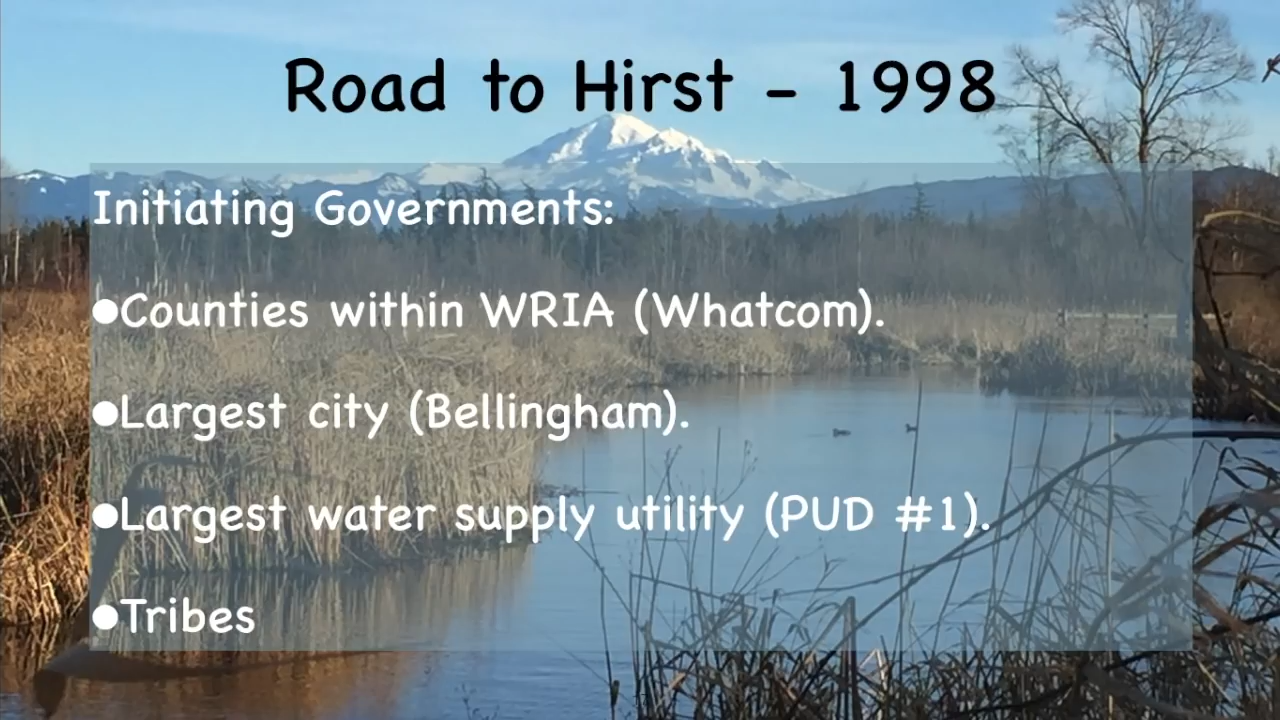 Road to Hirst – 1998
Initiating Governments:
●Counties within WRIA (Whatcom).
●Largest city (Bellingham).
●Largest water supply utility (PUD #1).
●Tribes